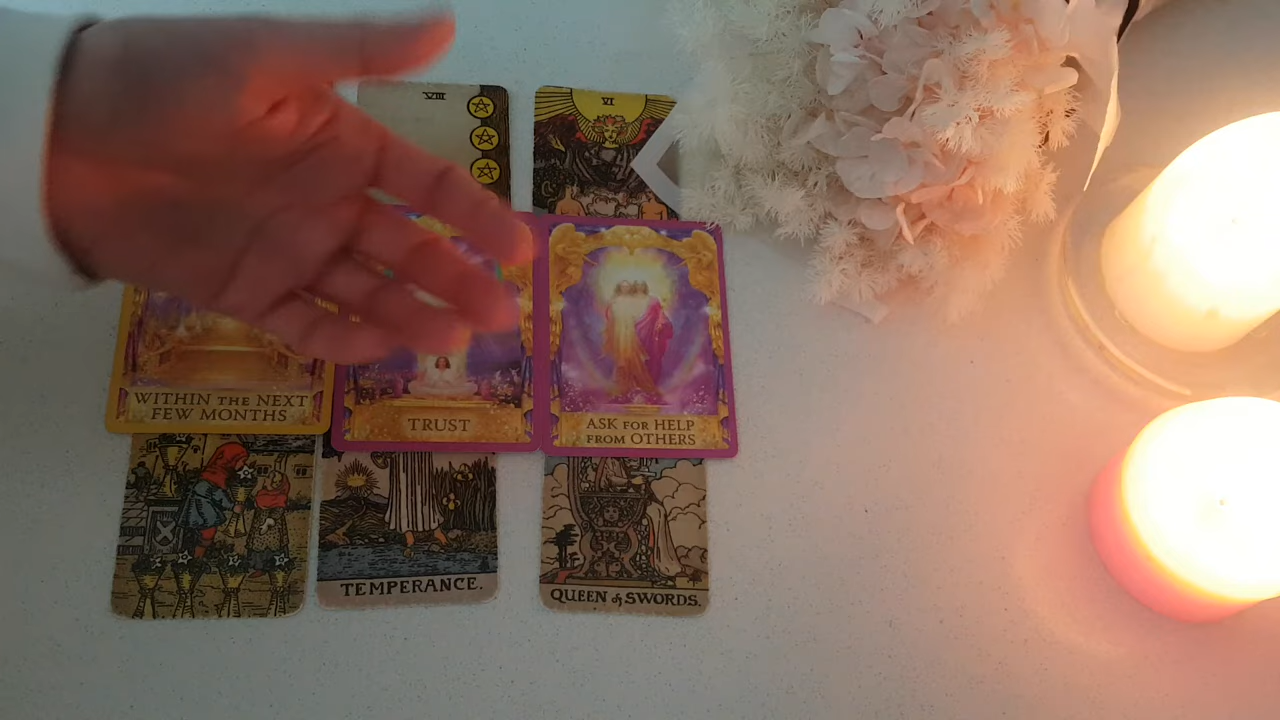 VIII
VI
WITHIN THE NEXT
FEW MONTHS
TRUST
ASK FOR HELP
FROM OTHERS
TEMPERANCE.
QUEEN of SWORDS.